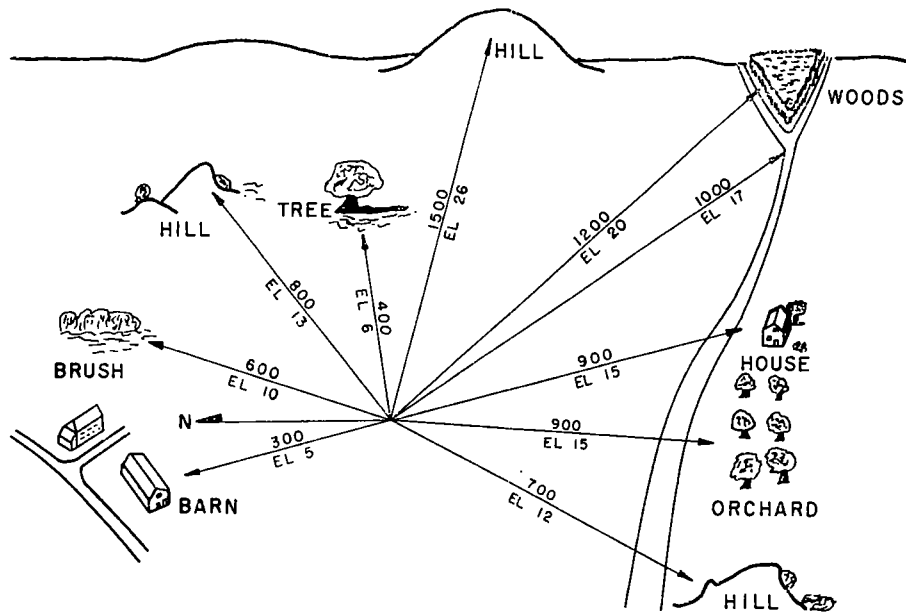 HILL
WOODS
TREE
HILL
1500
EL 26
1200
EL 20
1000
EL 17
800
EL 13
400
EL 6
BRUSH
600
EL 10
900
EL 15
HOUSE
N
300
EL 5
BARN
900
EL 15
700
EL 12
ORCHARD
HILL